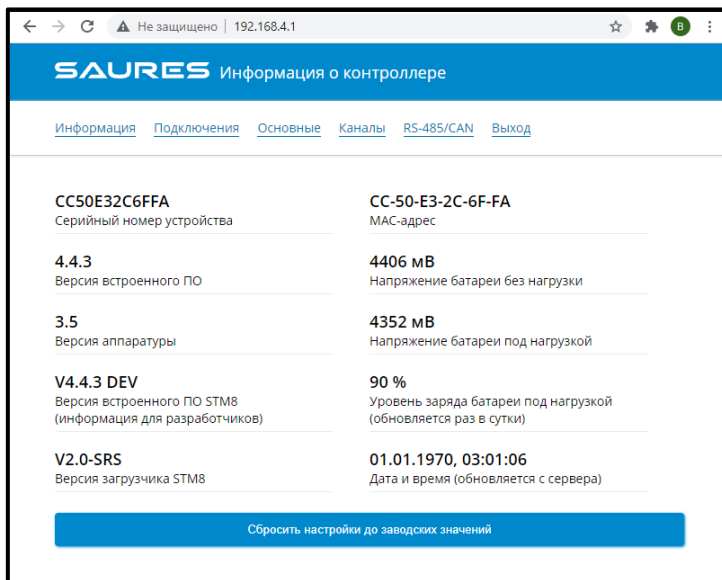 Не защищено 192.168.4.1
B
SAURES Информация о контроллере
Информация Подключения Основные Каналы RS-485/CAN Выход
CC50E32C6FFA
Серийный номер устройства
CC-50-E3-2C-6F-FA
MAC-адрес
4.4.3
Версия встроенного ПО
4406 мВ
Напряжение батареи без нагрузки
3.5
Версия аппаратуры
4352 мВ
Напряжение батареи под нагрузкой
V4.4.3 DEV
Версия встроенного ПО STM8
(информация для разработчиков)
90 %
Уровень заряда батареи под нагрузкой
(обновляется раз в сутки)
V2.0-SRS
Версия загрузчика STM8
01.01.1970, 03:01:06
Дата и время (обновляется с сервера)
Сбросить настройки до заводских значений